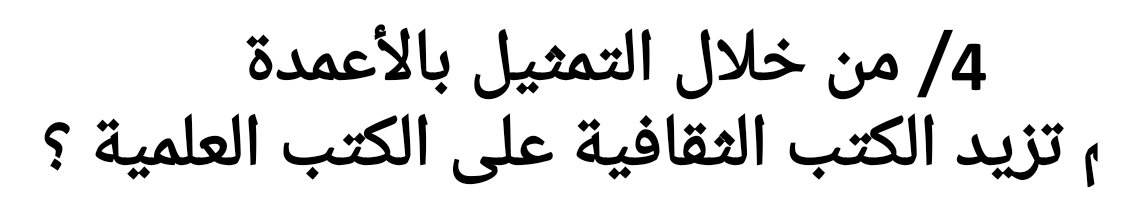 4/ من خلال التمثيل بالأعمدة
م تزيد الكتب الثقافية على الكتب العلمية ؟